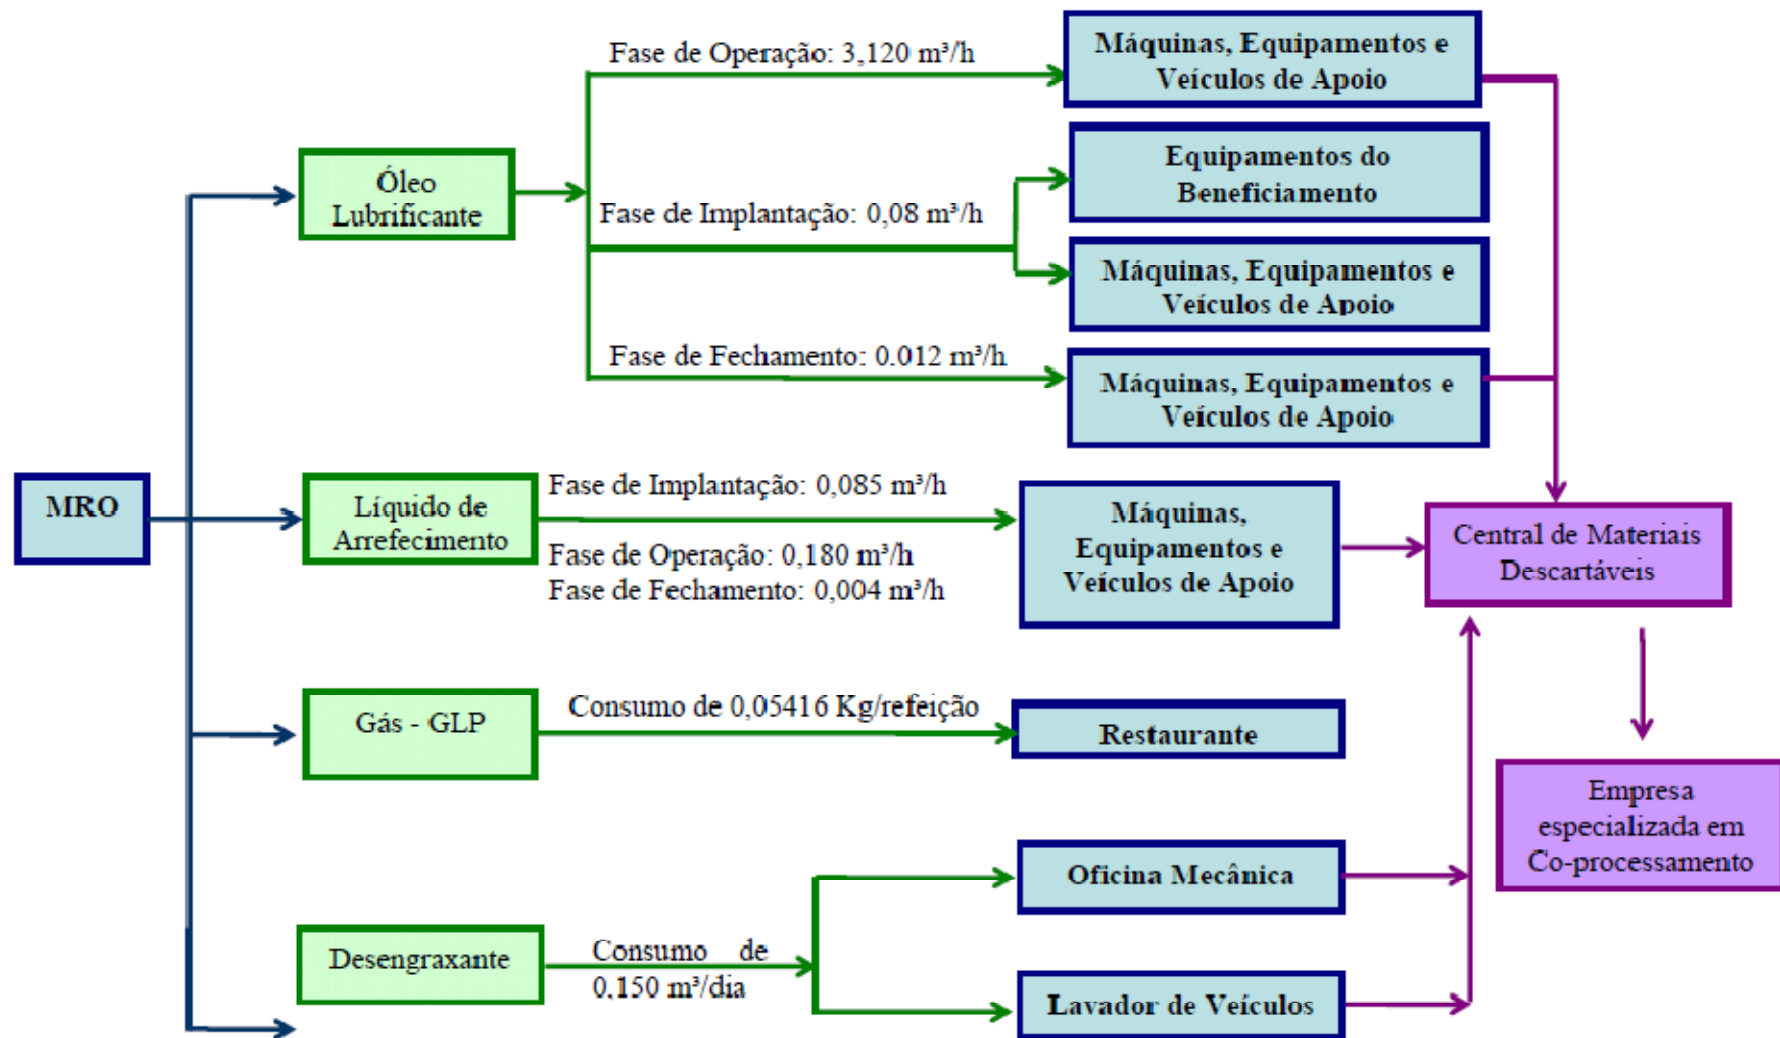 Fase de Operação: 3,120 m³/h
Máquinas, Equipamentos e
Veículos de Apoio
Óleo
Lubrificante
Equipamentos do
Beneficiamento
Fase de Implantação: 0,08 m³/h
Máquinas, Equipamentos e
Veículos de Apoio
Fase de Fechamento: 0.012 m³/h
Máquinas, Equipamentos e
Veículos de Apoio
MRO
Líquido de
Arrefecimento
Fase de Implantação: 0,085 m³/h
Fase de Operação: 0,180 m³/h
Fase de Fechamento: 0,004 m³/h
Máquinas,
Equipamentos e
Veículos de Apoio
Central de Materiais
Descartáveis
Gás - GLP
Consumo de 0,05416 Kg/refeição
Restaurante
Empresa
especializada em
Co-processamento
Oficina Mecânica
Desengraxante
Consumo de
0,150 m³/dia
Lavador de Veículos